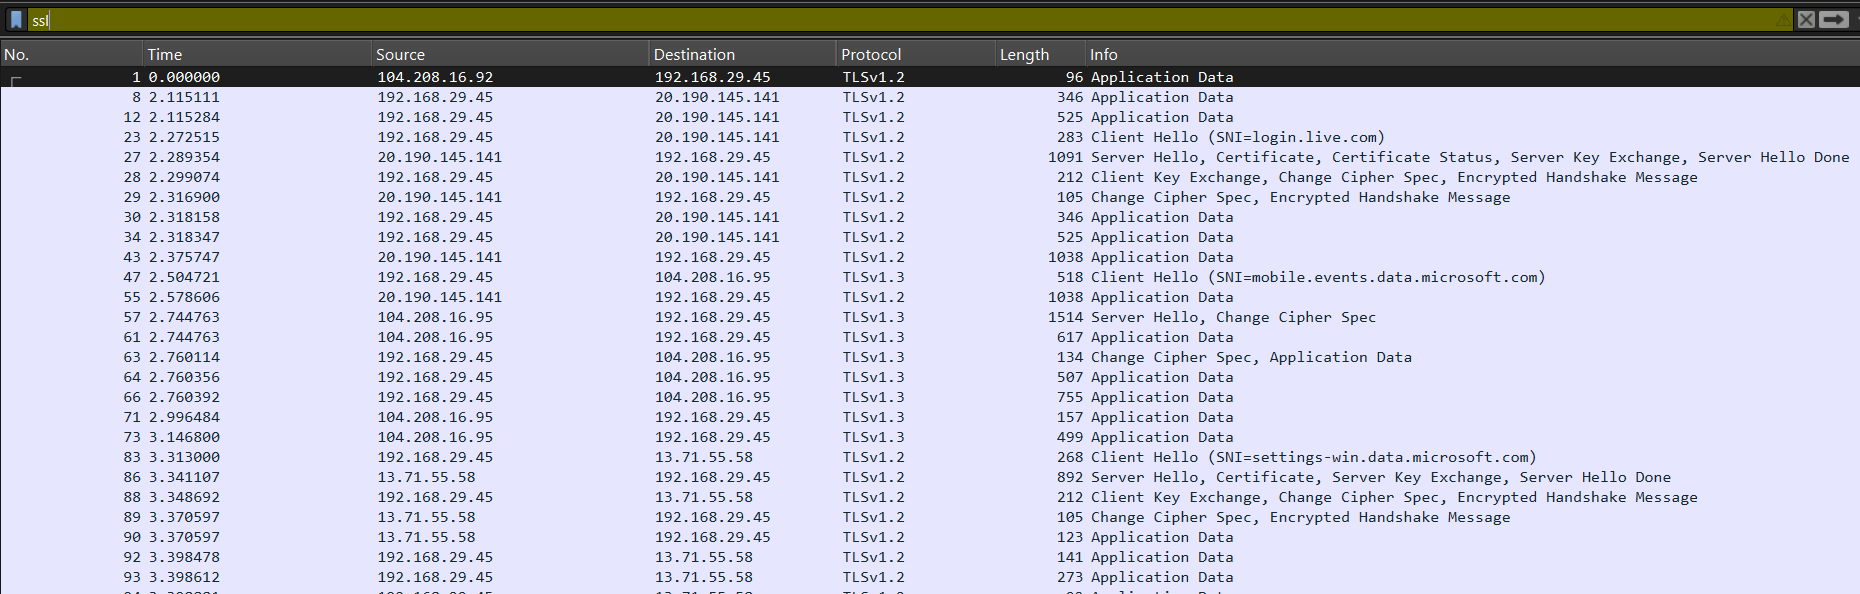 ssl
No. Time Source Destination Protocol Length Info
1 0.000000 104.208.16.92 192.168.29.45 TLSv1.2 96 Application Data
8 2.115111 192.168.29.45 20.190.145.141 TLSv1.2 346 Application Data
12 2.115284 192.168.29.45 20.190.145.141 TLSv1.2 525 Application Data
23 2.272515 192.168.29.45 20.190.145.141 TLSv1.2 283 Client Hello (SNI=login.live.com)
27 2.289354 20.190.145.141 192.168.29.45 TLSv1.2 1091 Server Hello, Certificate, Certificate Status, Server Key Exchange, Server Hello Done
28 2.299074 192.168.29.45 20.190.145.141 TLSv1.2 212 Client Key Exchange, Change Cipher Spec, Encrypted Handshake Message
29 2.316900 20.190.145.141 192.168.29.45 TLSv1.2 105 Change Cipher Spec, Encrypted Handshake Message
30 2.318158 192.168.29.45 20.190.145.141 TLSv1.2 346 Application Data
34 2.318347 192.168.29.45 20.190.145.141 TLSv1.2 525 Application Data
43 2.375747 20.190.145.141 192.168.29.45 TLSv1.2 1038 Application Data
47 2.504721 192.168.29.45 104.208.16.95 TLSv1.3 518 Client Hello (SNI=mobile.events.data.microsoft.com)
55 2.578606 20.190.145.141 192.168.29.45 TLSv1.2 1038 Application Data
57 2.744763 104.208.16.95 192.168.29.45 TLSv1.3 1514 Server Hello, Change Cipher Spec
61 2.744763 104.208.16.95 192.168.29.45 TLSv1.3 617 Application Data
63 2.760114 192.168.29.45 104.208.16.95 TLSv1.3 134 Change Cipher Spec, Application Data
64 2.760356 192.168.29.45 104.208.16.95 TLSv1.3 507 Application Data
66 2.760392 192.168.29.45 104.208.16.95 TLSv1.3 755 Application Data
71 2.996484 104.208.16.95 192.168.29.45 TLSv1.3 157 Application Data
73 3.146800 104.208.16.95 192.168.29.45 TLSv1.3 499 Application Data
83 3.313000 192.168.29.45 13.71.55.58 TLSv1.2 268 Client Hello (SNI=settings-win.data.microsoft.com)
86 3.341107 13.71.55.58 192.168.29.45 TLSv1.2 892 Server Hello, Certificate, Server Key Exchange, Server Hello Done
88 3.348692 192.168.29.45 13.71.55.58 TLSv1.2 212 Client Key Exchange, Change Cipher Spec, Encrypted Handshake Message
89 3.370597 13.71.55.58 192.168.29.45 TLSv1.2 105 Change Cipher Spec, Encrypted Handshake Message
90 3.370597 13.71.55.58 192.168.29.45 TLSv1.2 123 Application Data
92 3.398478 192.168.29.45 13.71.55.58 TLSv1.2 141 Application Data
93 3.398612 192.168.29.45 13.71.55.58 TLSv1.2 273 Application Data